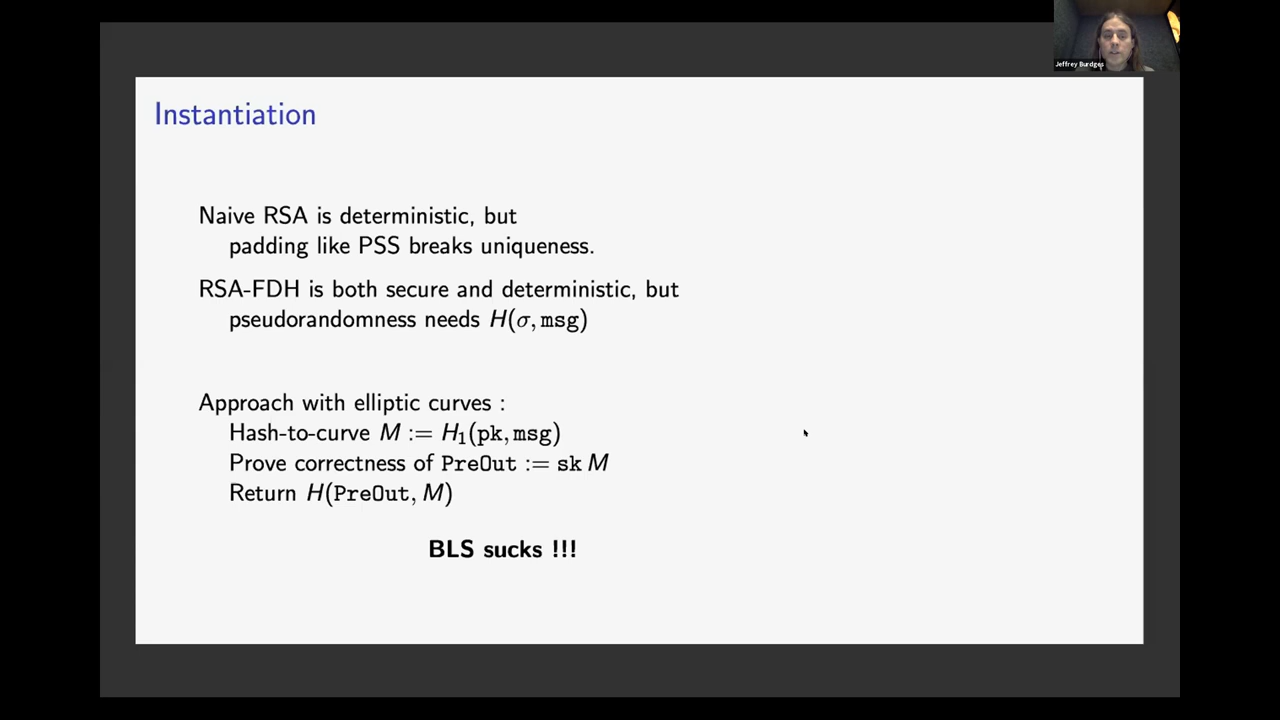 Jeffrey Burdges
Instantiation
Naive RSA is deterministic, but
padding like PSS breaks uniqueness.
RSA-FDH is both secure and deterministic, but
pseudorandomness needs H(σ, msg)
Approach with elliptic curves :
Hash-to-curve M := H₁(pk, msg)
Prove correctness of PreOut := sk M
Return H(PreOut, M)
BLS sucks !!!